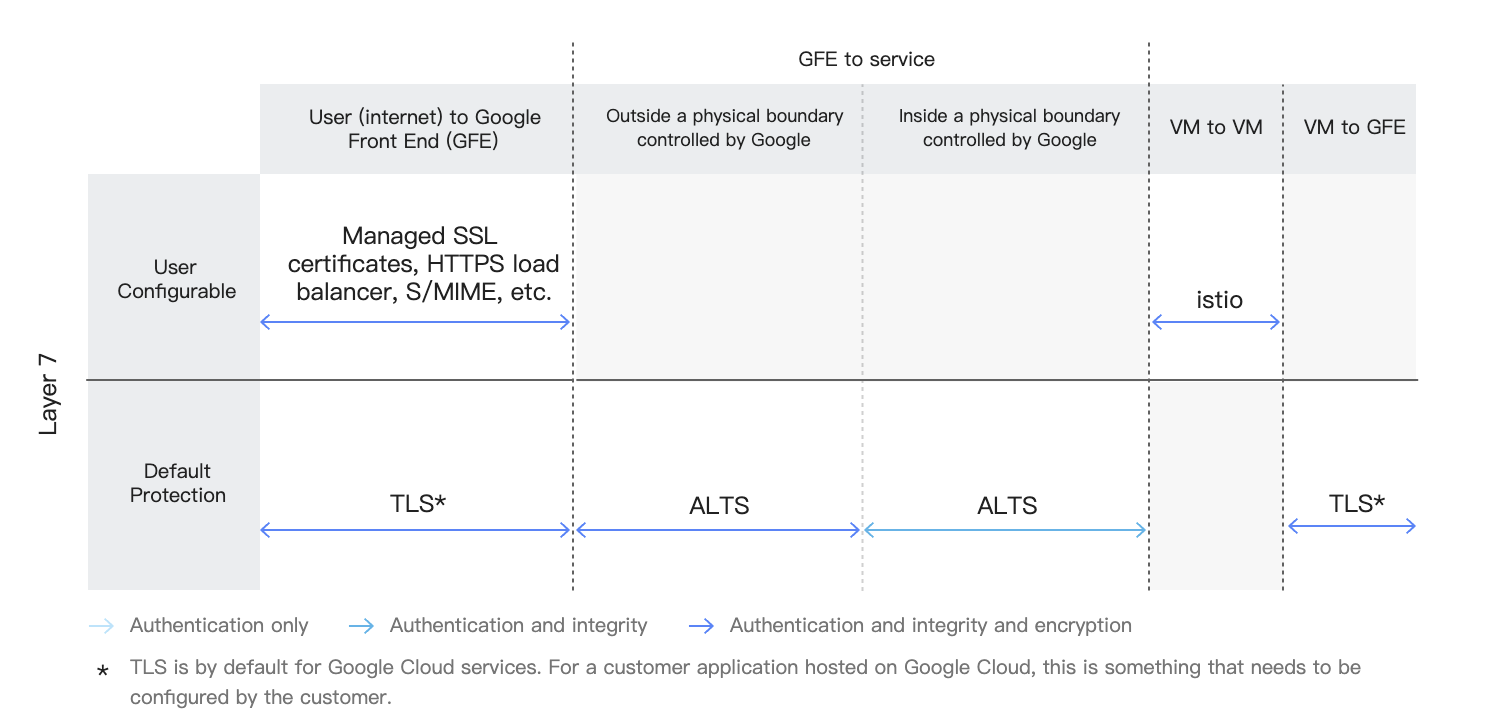 GFE to service
User (internet) to Google
Front End (GFE)
Outside a physical boundary
controlled by Google
Inside a physical boundary
controlled by Google
VM to VM
VM to GFE
Layer 7
User
Configurable
Managed SSL
certificates, HTTPS load
balancer, S/MIME, etc.
istio
Default
Protection
TLS*
ALTS
ALTS
TLS*
Authentication only
Authentication and integrity
Authentication and integrity and encryption
* TLS is by default for Google Cloud services. For a customer application hosted on Google Cloud, this is something that needs to be
configured by the customer.